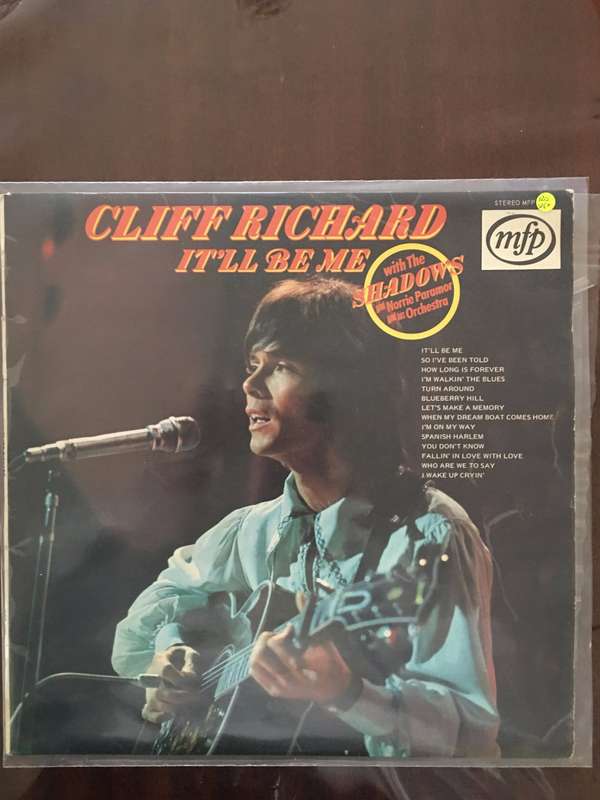 STEREO MFP
CLIFF RICHARD
IT'LL BE ME
mfp
with The
SHADOWS
and Norrie Paramor
and his Orchestra
IT'LL BE ME
SO I'VE BEEN TOLD
HOW LONG IS FOREVER
I'M WALKIN' THE BLUES
TURN AROUND
BLUEBERRY HILL
LET'S MAKE A MEMORY
WHEN MY DREAM BOAT COMES HOME
I'M ON MY WAY
SPANISH HARLEM
YOU DON'T KNOW
FALLIN' IN LOVE WITH LOVE
WHO ARE WE TO SAY
I WAKE UP CRYIN'